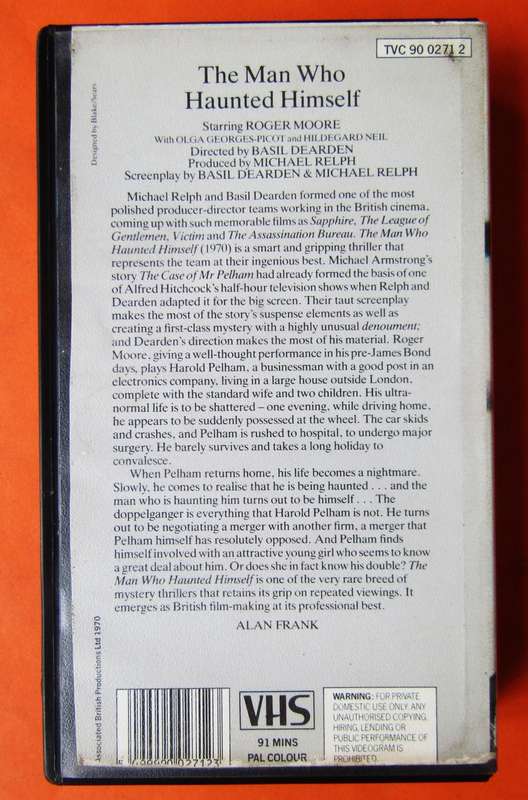 TVC 90 0271 2
The Man Who
Haunted Himself
Starring ROGER MOORE
With OLGA GEORGES-PICOT and HILDEGARD NEIL
Directed by BASIL DEARDEN
Produced by MICHAEL RELPH
Screenplay by BASIL DEARDEN & MICHAEL RELPH
Michael Relph and Basil Dearden formed one of the most
polished producer-director teams working in the British cinema,
coming up with such memorable films as Sapphire, The League of
Gentlemen, Victim and The Assassination Bureau. The Man Who
Haunted Himself (1970) is a smart and gripping thriller that
represents the team at their ingenious best. Michael Armstrong's
story The Case of Mr Pelham had already formed the basis of one
of Alfred Hitchcock's half-hour television shows when Relph and
Dearden adapted it for the big screen. Their taut screenplay
makes the most of the story's suspense elements as well as
creating a first-class mystery with a highly unusual denoument;
and Dearden's direction makes the most of his material. Roger
Moore, giving a well-thought performance in his pre-James Bond
days, plays Harold Pelham, a businessman with a good post in an
electronics company, living in a large house outside London,
complete with the standard wife and two children. His ultra-
normal life is to be shattered – one evening, while driving home,
he appears to be suddenly possessed at the wheel. The car skids
and crashes, and Pelham is rushed to hospital, to undergo major
surgery. He barely survives and takes a long holiday to
convalesce.
When Pelham returns home, his life becomes a nightmare.
Slowly, he comes to realise that he is being haunted . . . and the
man who is haunting him turns out to be himself . . . The
doppelganger is everything that Harold Pelham is not. He turns
out to be negotiating a merger with another firm, a merger that
Pelham himself has resolutely opposed. And Pelham finds
himself involved with an attractive young girl who seems to know
a great deal about him. Or does she in fact know his double? The
Man Who Haunted Himself is one of the very rare breed of
mystery thrillers that retains its grip on repeated viewings. It
emerges as British film-making at its professional best.
ALAN FRANK
Designed by Blake/Sears
Associated British Productions Ltd 1970
VHS
91 MINS
PAL COLOUR
WARNING: FOR PRIVATE
DOMESTIC USE ONLY. ANY
UNAUTHORISED COPYING,
HIRING, LENDING OR
PUBLIC PERFORMANCE OF
THIS VIDEOGRAM IS
PROHIBITED